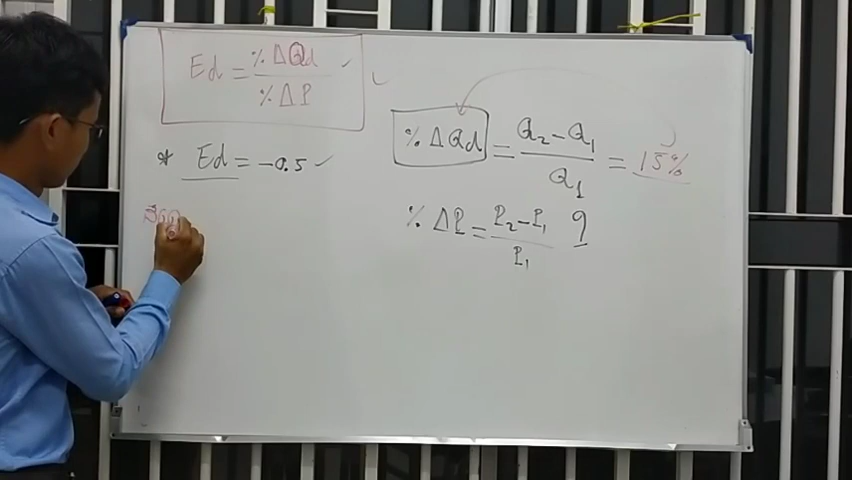 Ed = %ΔQd / %ΔP
* Ed = -0.5
%ΔQd = Q₂-Q₁ / Q₁ = 15%
%ΔP = P₂-P₁ / P₁ ?